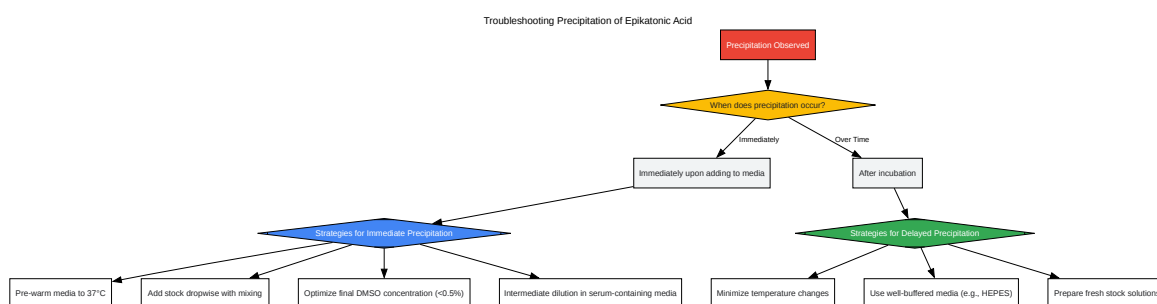 Troubleshooting Precipitation of Epikatonic Acid
Precipitation Observed
When does precipitation occur?
Immediately
Over Time
Immediately upon adding to media
After incubation
Strategies for Immediate Precipitation
Strategies for Delayed Precipitation
Pre-warm media to 37°C
Add stock dropwise with mixing
Optimize final DMSO concentration (<0.5%)
Intermediate dilution in serum-containing media
Minimize temperature changes
Use well-buffered media (e.g., HEPES)
Prepare fresh stock solutions